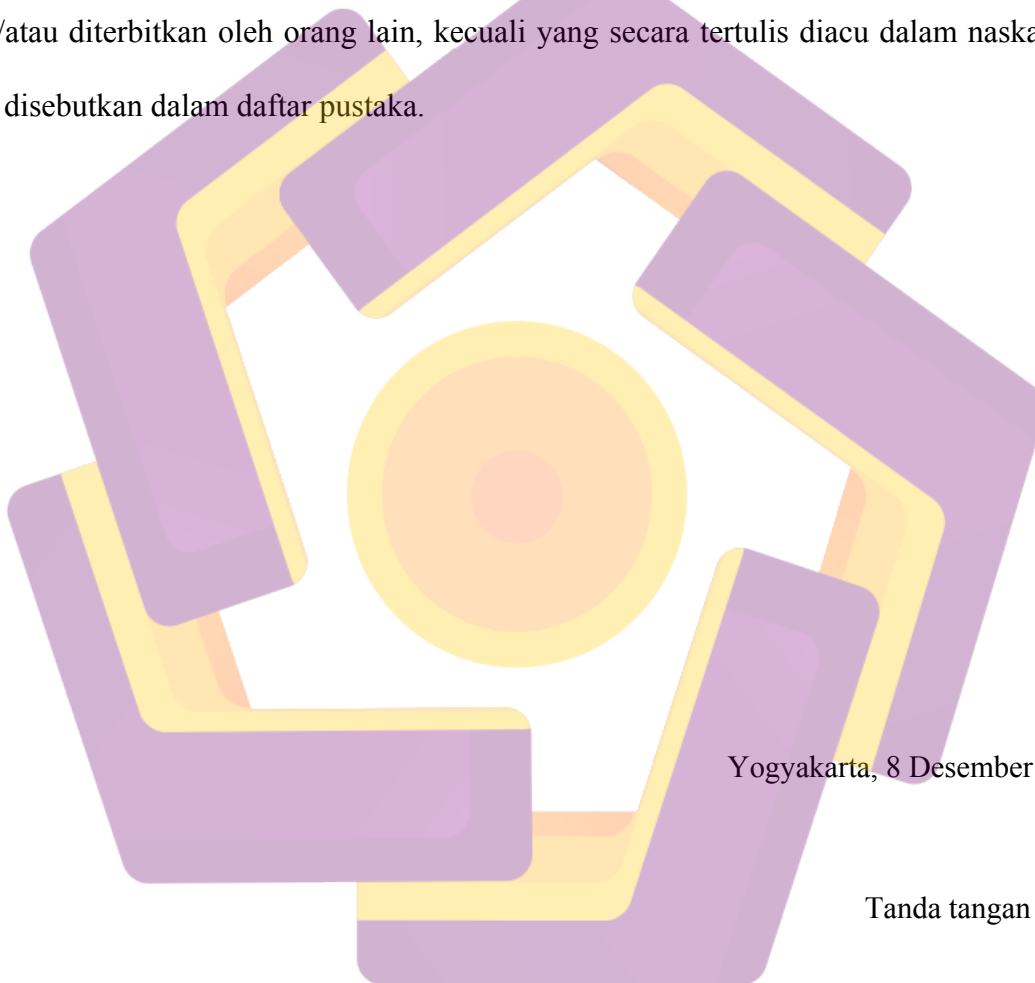 /atau diterbitkan oleh orang lain, kecuali yang secara tertulis diacu dalam naska
disebutkan dalam daftar pustaka.
Yogyakarta, 8 Desember
Tanda tangan